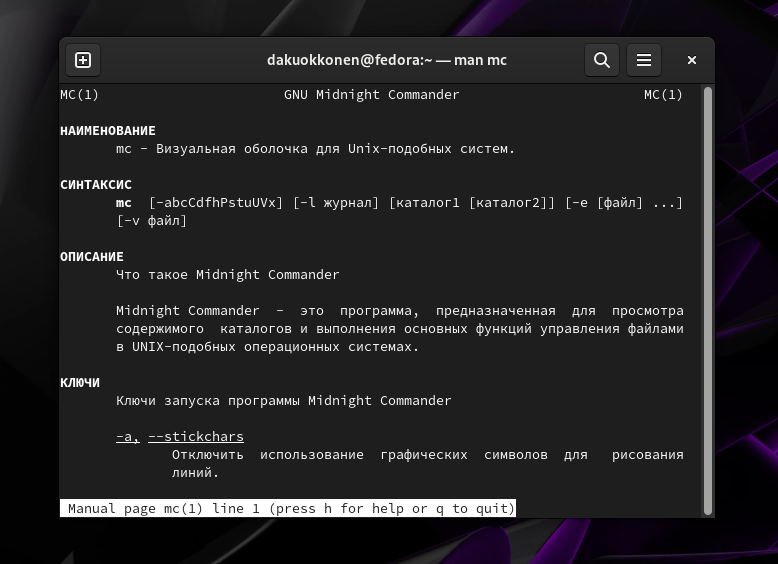 dakuokkonen@fedora:~ — man mc
MC(1) GNU Midnight Commander MC(1)
НАИМЕНОВАНИЕ
mc - Визуальная оболочка для Unix-подобных систем.
СИНТАКСИС
mc [-abcCdfhPstuUVx] [-l журнал] [каталог1 [каталог2]] [-e [файл] ...]
[-v файл]
ОПИСАНИЕ
Что такое Midnight Commander
Midnight Commander - это программа, предназначенная для просмотра
содержимого каталогов и выполнения основных функций управления файлами
в UNIX-подобных операционных системах.
КЛЮЧИ
Ключи запуска программы Midnight Commander
-a, --stickchars
Отключить использование графических символов для рисования
линий.
Manual page mc(1) line 1 (press h for help or q to quit)